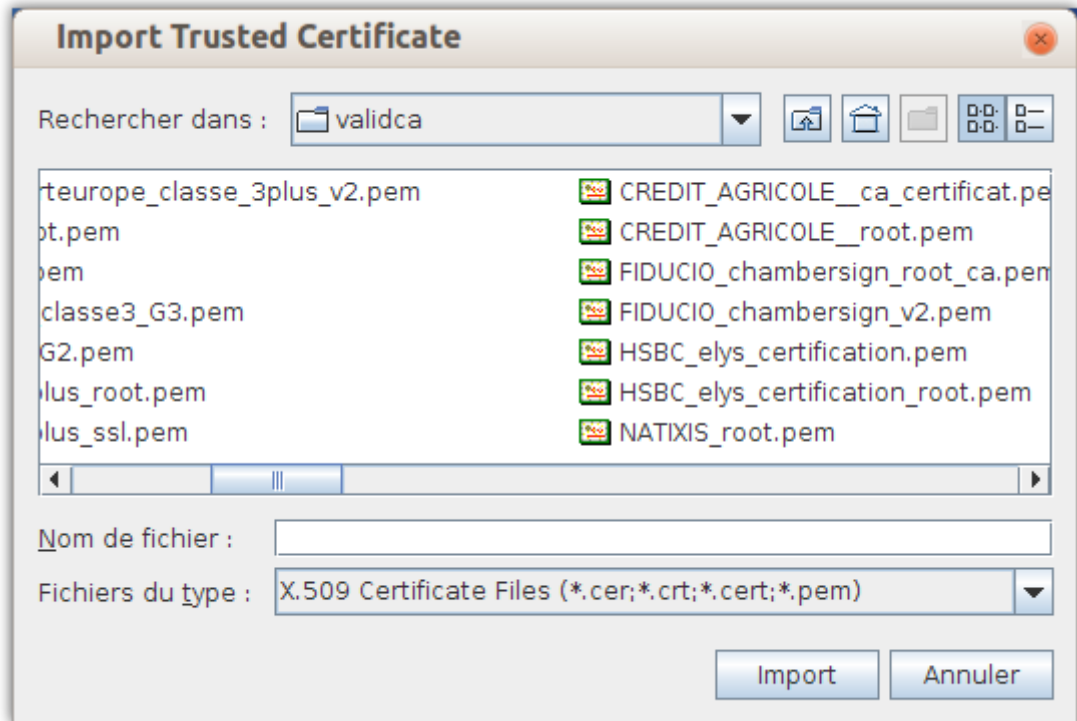 Import Trusted Certificate
Rechercher dans : validca
rteurope_classe_3plus_v2.pem
ot.pem
pem
classe3_G3.pem
G2.pem
plus_root.pem
plus_ssl.pem
CREDIT_AGRICOLE__ca_certificat.pe
CREDIT_AGRICOLE__root.pem
FIDUCIO_chambersign_root_ca.pem
FIDUCIO_chambersign_v2.pem
HSBC_elys_certification.pem
HSBC_elys_certification_root.pem
NATIXIS_root.pem
Nom de fichier :
Fichiers du type : X.509 Certificate Files (*.cer;*.crt;*.cert;*.pem)
Import Annuler